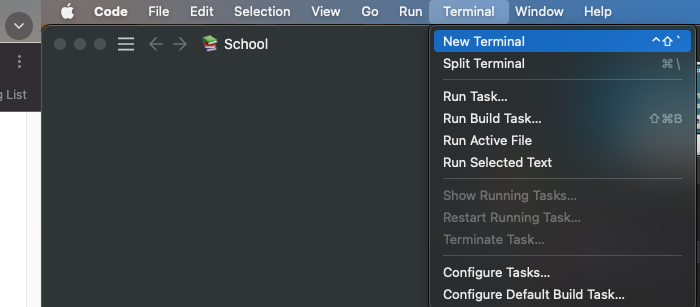 Code File Edit Selection View Go Run Terminal Window Help
School
g List
New Terminal ⌃⇧`
Split Terminal ⌘\
Run Task...
Run Build Task... ⇧⌘B
Run Active File
Run Selected Text
Show Running Tasks...
Restart Running Task...
Terminate Task...
Configure Tasks...
Configure Default Build Task...